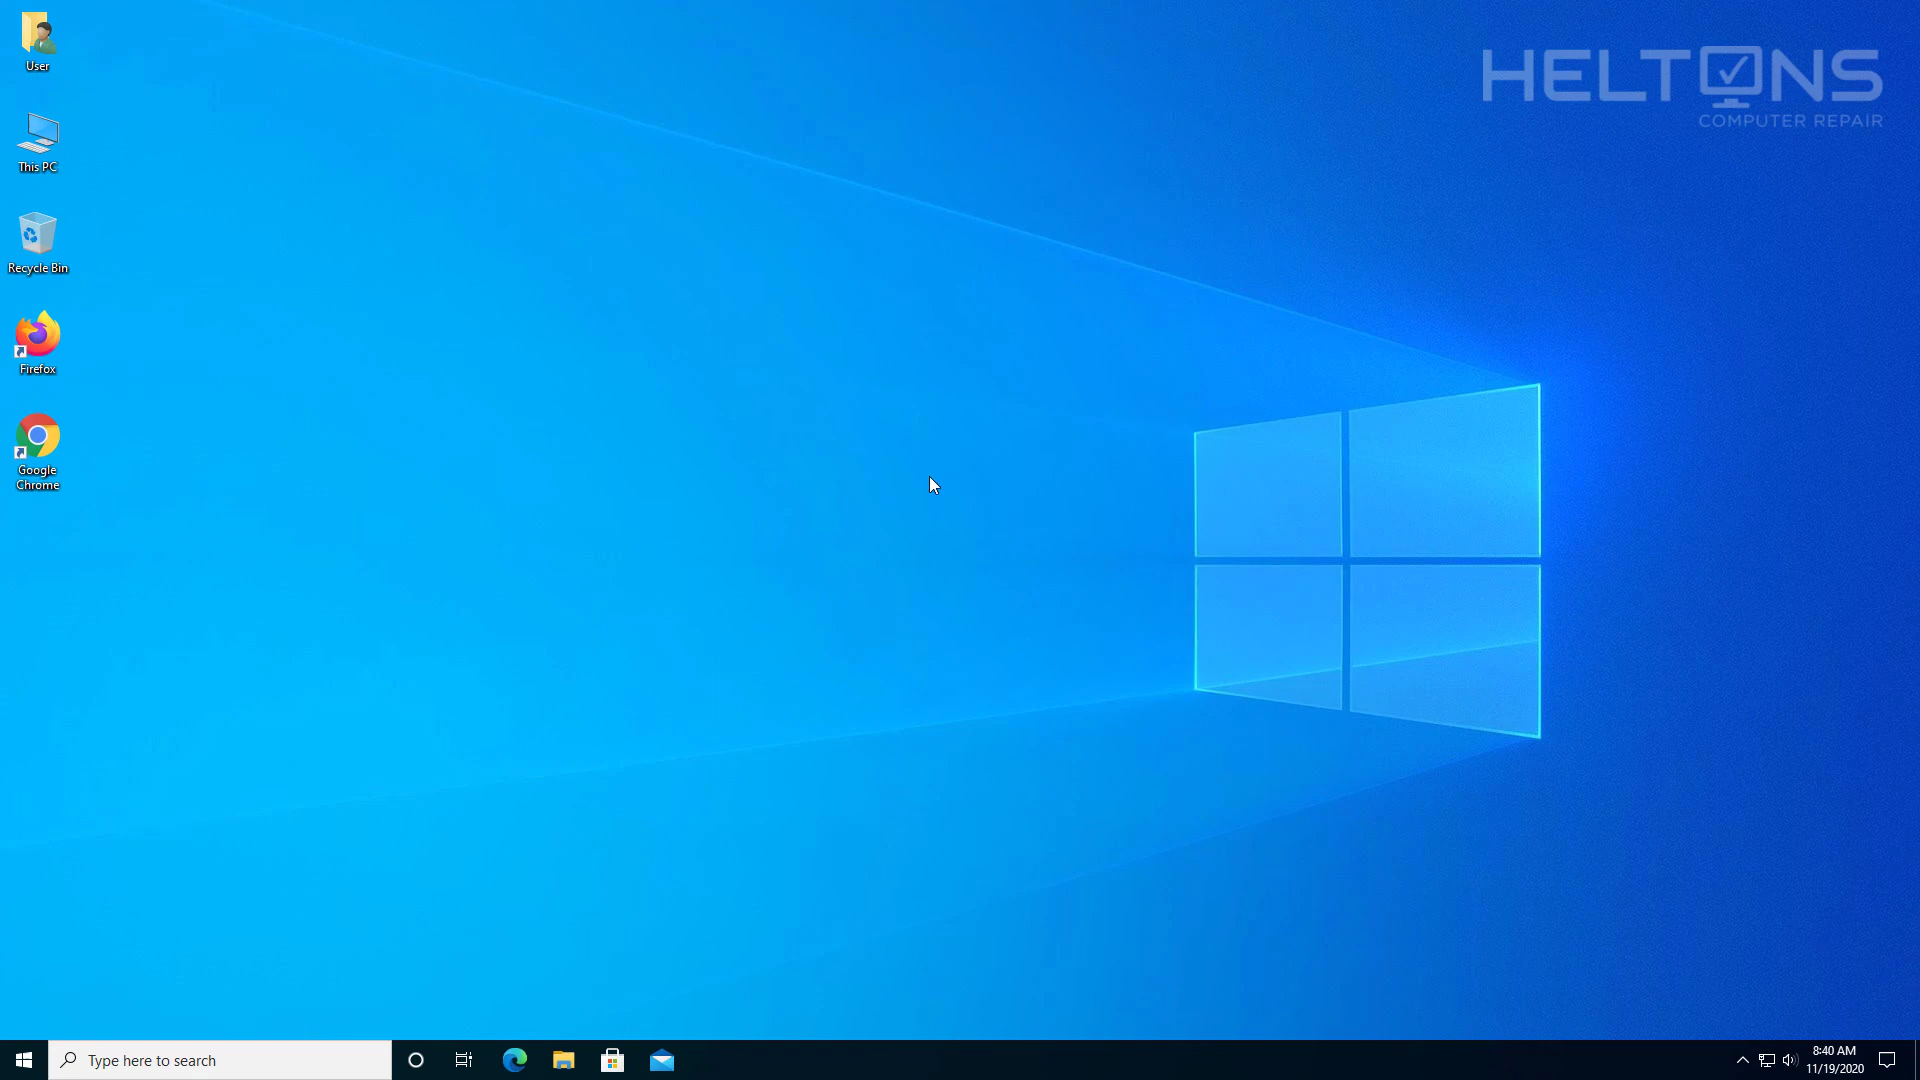 User
This PC
Recycle Bin
Firefox
Google
Chrome
HELTONS
COMPUTER REPAIR
Type here to search
8:40 AM
11/19/2020